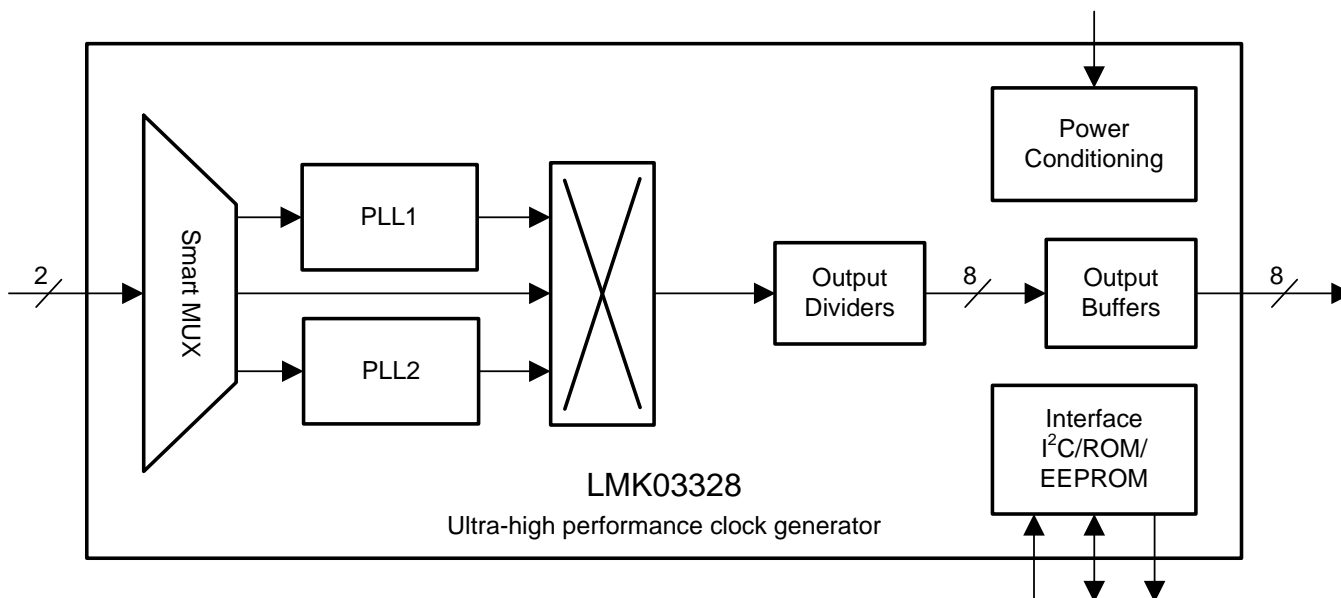 Power
Conditioning
PLL1
Smart MUX
2
Output
Dividers
8
Output
Buffers
8
PLL2
Interface
I²C/ROM/
EEPROM
LMK03328
Ultra-high performance clock generator